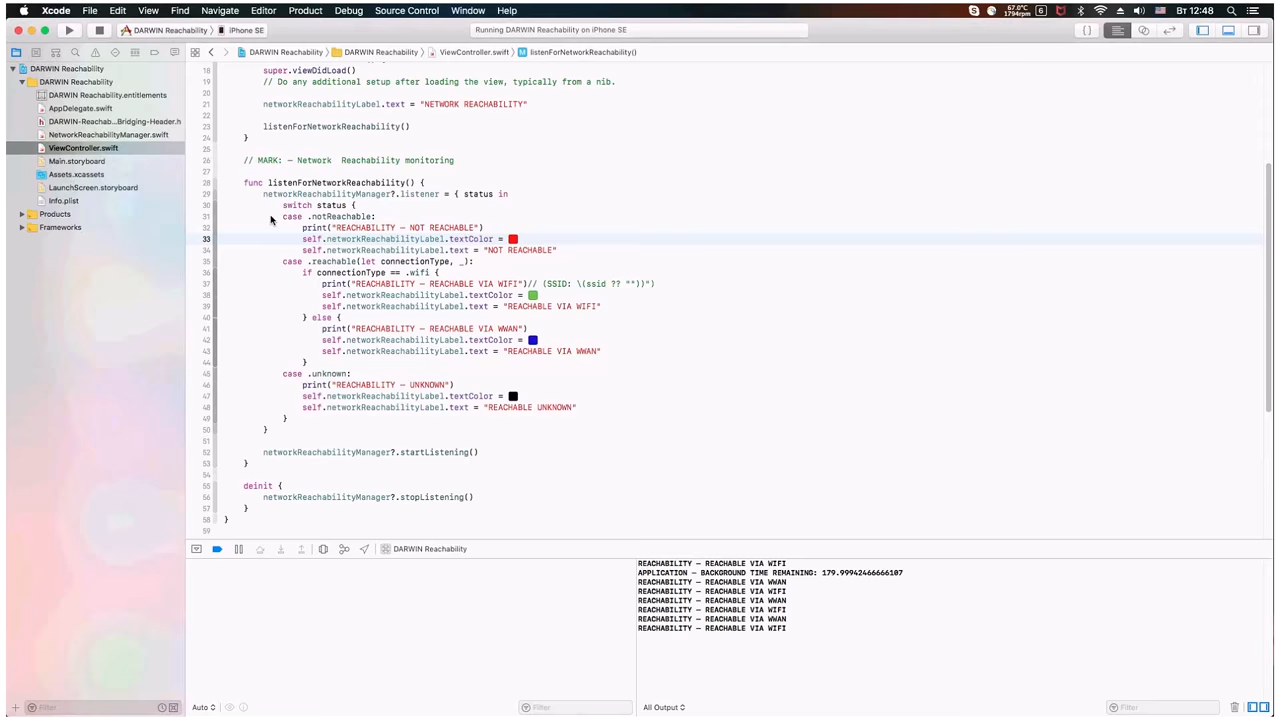 Xcode File Edit View Find Navigate Editor Product Debug Source Control Window Help 67.0°C 1794rpm 6 Вт 12:48
DARWIN Reachability iPhone SE Running DARWIN Reachability on iPhone SE
DARWIN Reachability DARWIN Reachability ViewController.swift M listenForNetworkReachability()
DARWIN Reachability
DARWIN Reachability
DARWIN Reachability.entitlements
AppDelegate.swift
DARWIN-Reachab...Bridging-Header.h
NetworkReachabilityManager.swift
ViewController.swift
Main.storyboard
Assets.xcassets
LaunchScreen.storyboard
Info.plist
Products
Frameworks
18 super.viewDidLoad()
19 // Do any additional setup after loading the view, typically from a nib.
20
21 networkReachabilityLabel.text = "NETWORK REACHABILITY"
22
23 listenForNetworkReachability()
24 }
25
26 // MARK: — Network  Reachability monitoring
27
28 func listenForNetworkReachability() {
29 networkReachabilityManager?.listener = { status in
30 switch status {
31 case .notReachable:
32 print("REACHABILITY — NOT REACHABLE")
33 self.networkReachabilityLabel.textColor =
34 self.networkReachabilityLabel.text = "NOT REACHABLE"
35 case .reachable(let connectionType, _):
36 if connectionType == .wifi {
37 print("REACHABILITY — REACHABLE VIA WIFI")// (SSID: \(ssid ?? ""))")
38 self.networkReachabilityLabel.textColor =
39 self.networkReachabilityLabel.text = "REACHABLE VIA WIFI"
40 } else {
41 print("REACHABILITY — REACHABLE VIA WWAN")
42 self.networkReachabilityLabel.textColor =
43 self.networkReachabilityLabel.text = "REACHABLE VIA WWAN"
44 }
45 case .unknown:
46 print("REACHABILITY — UNKNOWN")
47 self.networkReachabilityLabel.textColor =
48 self.networkReachabilityLabel.text = "REACHABLE UNKNOWN"
49 }
50 }
51
52 networkReachabilityManager?.startListening()
53 }
54
55 deinit {
56 networkReachabilityManager?.stopListening()
57 }
58 }
59
DARWIN Reachability
REACHABILITY — REACHABLE VIA WIFI
APPLICATION — BACKGROUND TIME REMAINING: 179.99942466666107
REACHABILITY — REACHABLE VIA WWAN
REACHABILITY — REACHABLE VIA WIFI
REACHABILITY — REACHABLE VIA WWAN
REACHABILITY — REACHABLE VIA WIFI
REACHABILITY — REACHABLE VIA WWAN
REACHABILITY — REACHABLE VIA WIFI
Filter Auto Filter All Output Filter